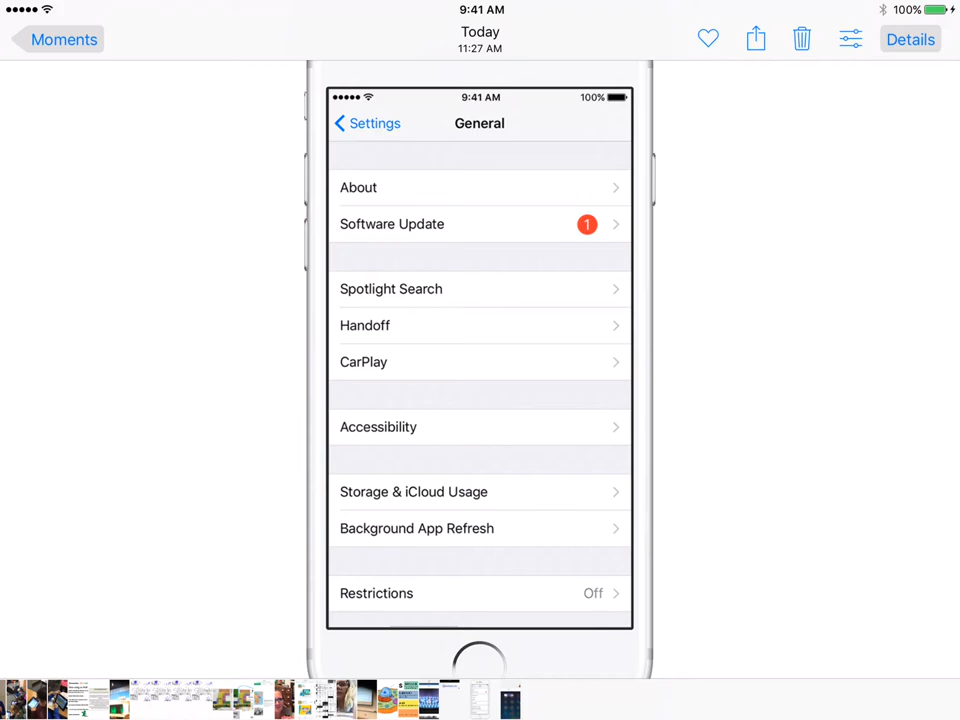 9:41 AM
100%
Moments
Today
11:27 AM
Details
9:41 AM
100%
Settings
General
About
Software Update 1
Spotlight Search
Handoff
CarPlay
Accessibility
Storage & iCloud Usage
Background App Refresh
Restrictions Off